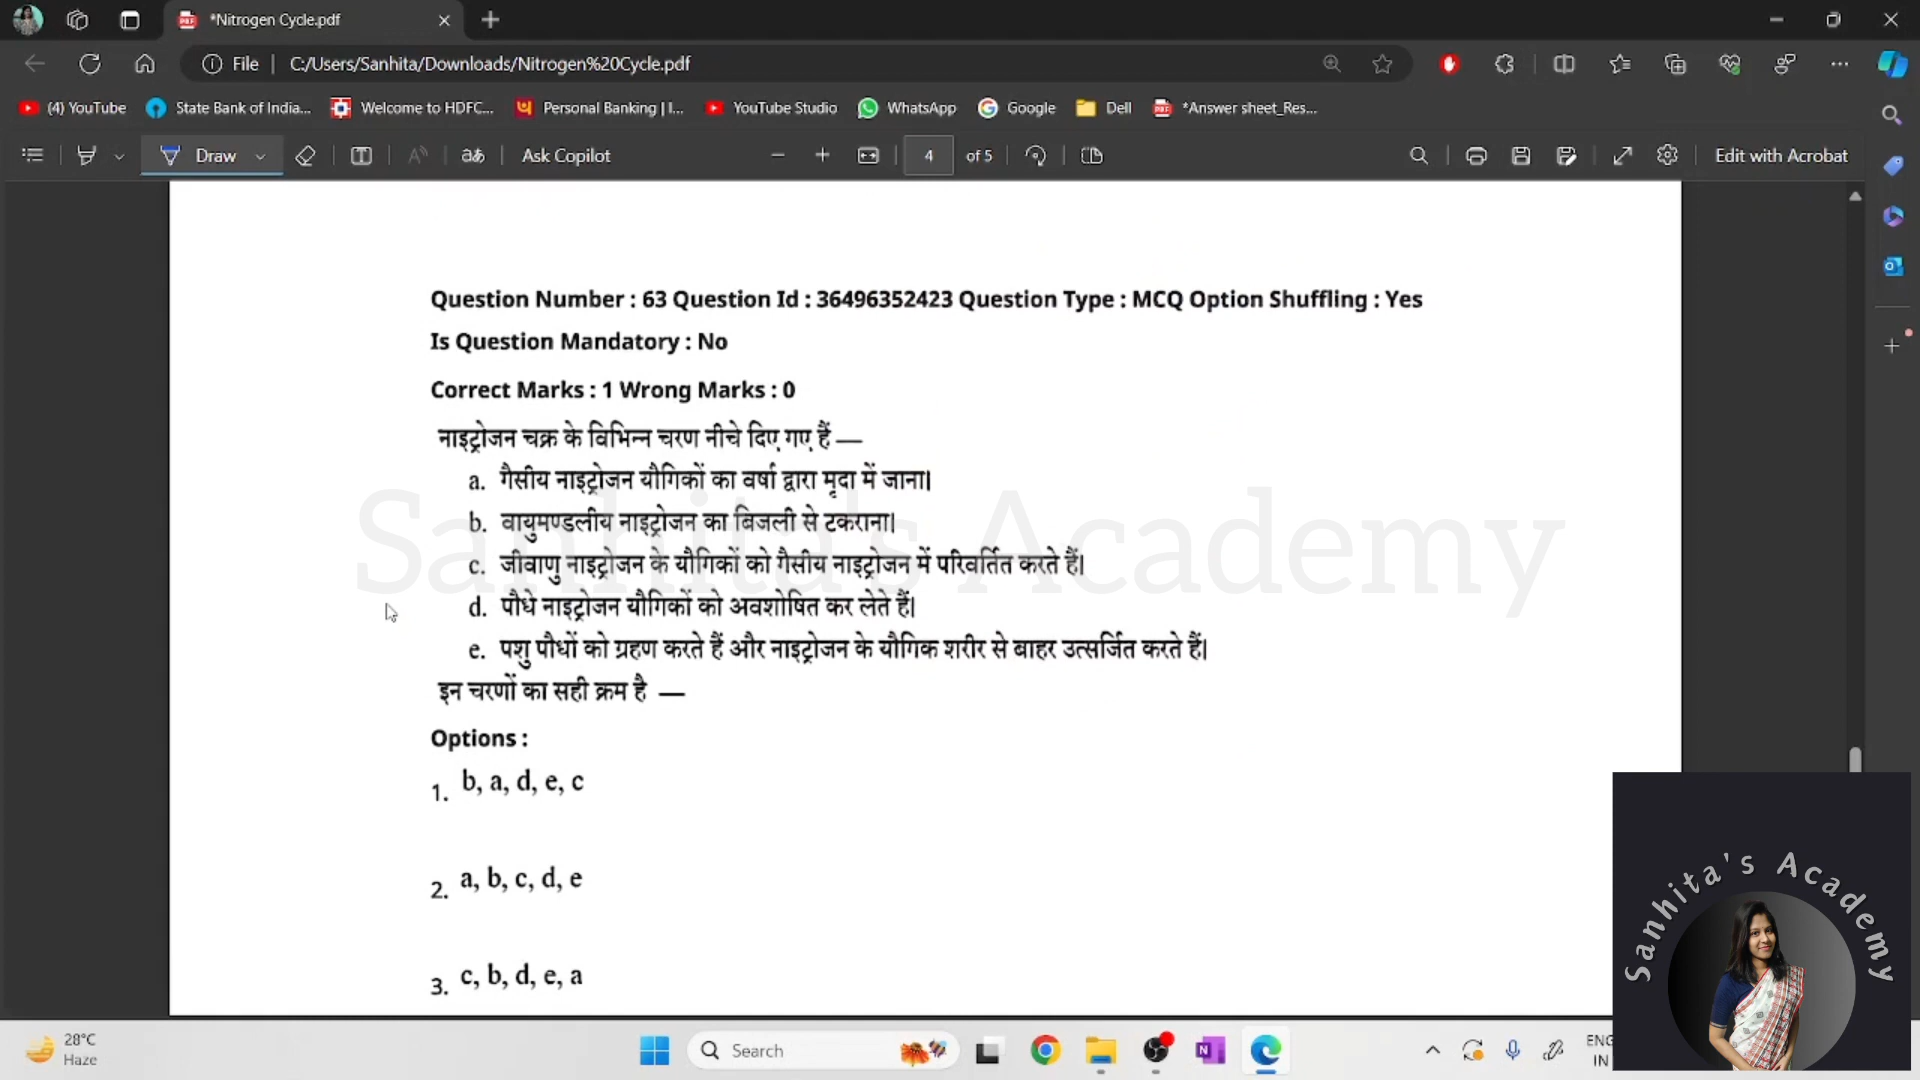 *Nitrogen Cycle.pdf
File
C:/Users/Sanhita/Downloads/Nitrogen%20Cycle.pdf
(4) YouTube
State Bank of India...
Welcome to HDFC...
Personal Banking | I...
YouTube Studio
WhatsApp
Google
Dell
*Answer sheet_Res...
Draw
Ask Copilot
4 of 5
Edit with Acrobat
Question Number : 63 Question Id : 36496352423 Question Type : MCQ Option Shuffling : Yes
Is Question Mandatory : No
Correct Marks : 1 Wrong Marks : 0
नाइट्रोजन चक्र के विभिन्न चरण नीचे दिए गए हैं —
a. गैसीय नाइट्रोजन यौगिकों का वर्षा द्वारा मृदा में जाना।
b. वायुमण्डलीय नाइट्रोजन का बिजली से टकराना।
Sanhita's Academy
c. जीवाणु नाइट्रोजन के यौगिकों को गैसीय नाइट्रोजन में परिवर्तित करते हैं।
d. पौधे नाइट्रोजन यौगिकों को अवशोषित कर लेते हैं।
e. पशु पौधों को ग्रहण करते हैं और नाइट्रोजन के यौगिक शरीर से बाहर उत्सर्जित करते हैं।
इन चरणों का सही क्रम है —
Options :
1. b, a, d, e, c
2. a, b, c, d, e
3. c, b, d, e, a
Sanhita's Academy
28°C
Haze
Search
ENG
IN